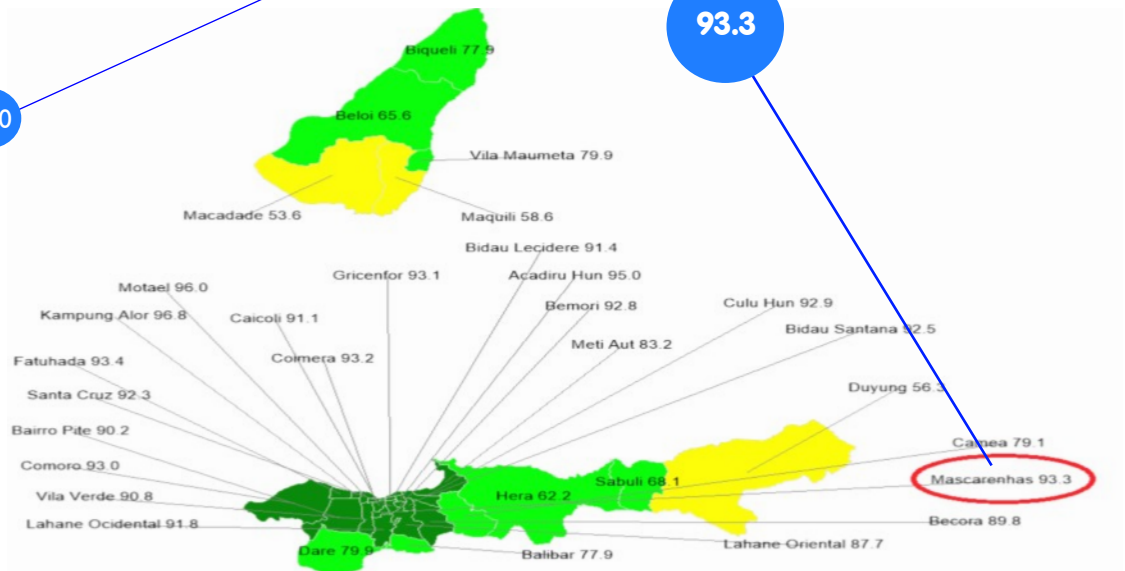 93.3
0
Biqueli 77.9
Beloi 65.6
Vila Maumeta 79.9
Macadade 53.6
Maquili 58.6
Bidau Lecidere 91.4
Gricenfor 93.1
Acadiru Hun 95.0
Motael 96.0
Bemori 92.8
Culu Hun 92.9
Kampung Alor 96.8
Caicoli 91.1
Bidau Santana 92.5
Meti Aut 83.2
Coimera 93.2
Fatuhada 93.4
Duyung 56.3
Santa Cruz 92.3
Bairro Pite 90.2
Camea 79.1
Comoro 93.0
Mascarenhas 93.3
Sabuli 68.1
Hera 62.2
Vila Verde 90.8
Becora 89.8
Lahane Ocidental 91.8
Lahane Oriental 87.7
Dare 79.9
Balibar 77.9